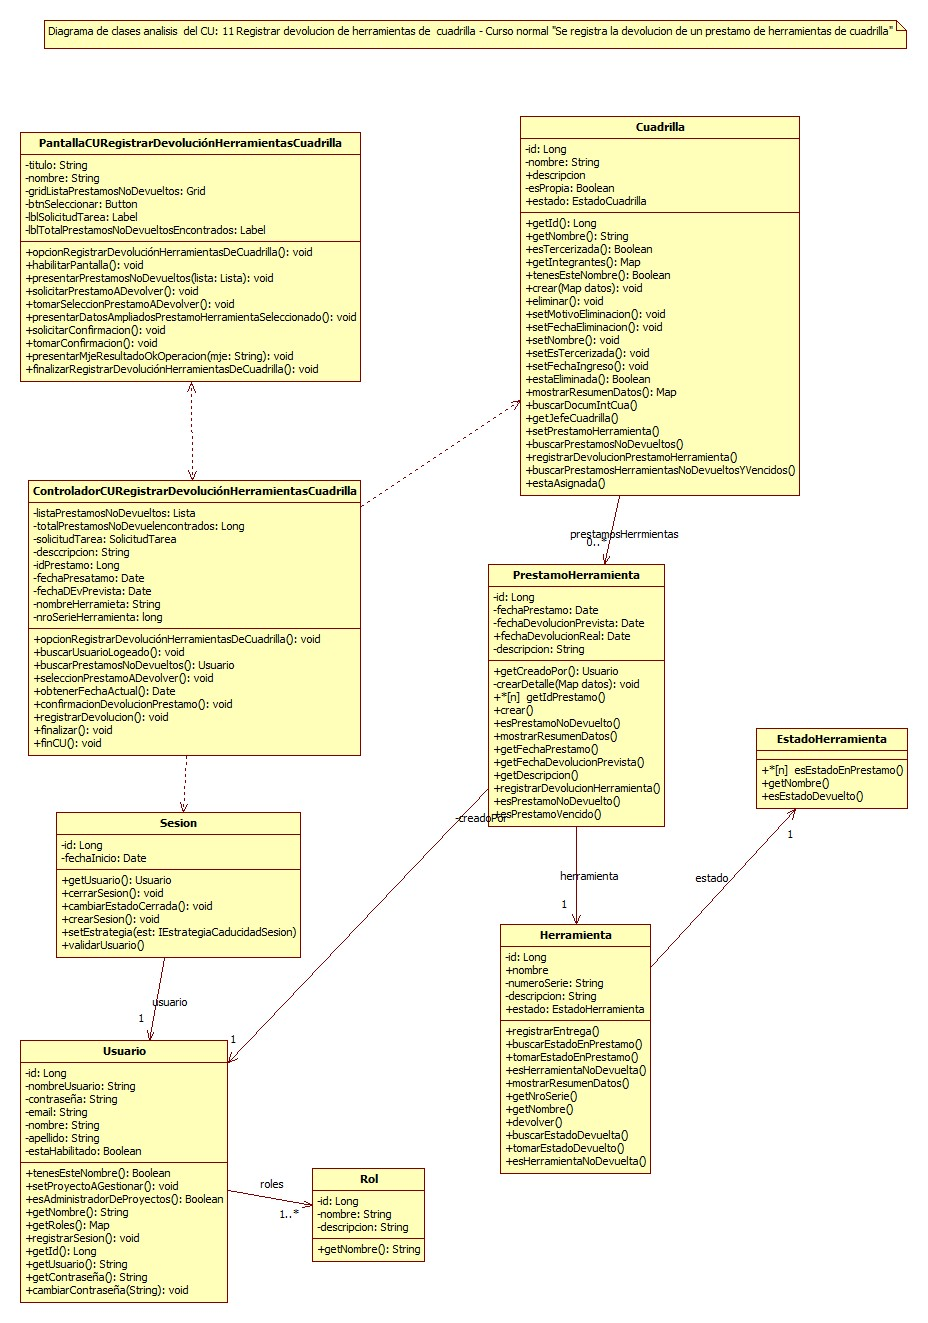 Diagrama de clases analisis  del CU: 11 Registrar devolucion de herramientas de  cuadrilla - Curso normal "Se registra la devolucion de un prestamo de herramientas de cuadrilla"
PantallaCURegistrarDevoluciónHerramientasCuadrilla
-titulo: String
-nombre: String
-gridListaPrestamosNoDevueltos: Grid
-btnSeleccionar: Button
-lblSolicitudTarea: Label
-lblTotalPrestamosNoDevueltosEncontrados: Label
+opcionRegistrarDevoluciónHerramientasDeCuadrilla(): void
+habilitarPantalla(): void
+presentarPrestamosNoDevueltos(lista: Lista): void
+solicitarPrestamoADevolver(): void
+tomarSeleccionPrestamoADevolver(): void
+presentarDatosAmpliadosPrestamoHerramientaSeleccionado(): void
+solicitarConfirmacion(): void
+tomarConfirmacion(): void
+presentarMjeResultadoOkOperacion(mje: String): void
+finalizarRegistrarDevoluciónHerramientasDeCuadrilla(): void
Cuadrilla
-id: Long
-nombre: String
+descripcion
-esPropia: Boolean
+estado: EstadoCuadrilla
+getId(): Long
+getNombre(): String
+esTercerizada(): Boolean
+getIntegrantes(): Map
+tenesEsteNombre(): Boolean
+crear(Map datos): void
+eliminar(): void
+setMotivoEliminacion(): void
+setFechaEliminacion(): void
+setNombre(): void
+setEsTercerizada(): void
+setFechaIngreso(): void
+estaEliminada(): Boolean
+mostrarResumenDatos(): Map
+buscarDocumIntCua()
+getJefeCuadrilla()
+setPrestamoHerramienta()
+buscarPrestamosNoDevueltos()
+registrarDevolucionPrestamoHerramienta()
+buscarPrestamosHerramientasNoDevueltosYVencidos()
+estaAsignada()
ControladorCURegistrarDevoluciónHerramientasCuadrilla
-listaPrestamosNoDevueltos: Lista
-totalPrestamosNoDevuelencontrados: Long
-solicitudTarea: SolicitudTarea
-desccripcion: String
-idPrestamo: Long
-fechaPresatamo: Date
-fechaDEvPrevista: Date
-nombreHerramieta: String
-nroSerieHerramienta: long
+opcionRegistrarDevoluciónHerramientasDeCuadrilla(): void
+buscarUsuarioLogeado(): void
+buscarPrestamosNoDevueltos(): Usuario
+seleccionPrestamoADevolver(): void
+obtenerFechaActual(): Date
+confirmacionDevolucionPrestamo(): void
+registrarDevolucion(): void
+finalizar(): void
+finCU(): void
prestamosHerrmientas
0..*
PrestamoHerramienta
-id: Long
-fechaPrestamo: Date
-fechaDevolucionPrevista: Date
+fechaDevolucionReal: Date
-descripcion: String
+getCreadoPor(): Usuario
-crearDetalle(Map datos): void
+*[n]  getIdPrestamo()
+crear()
+esPrestamoNoDevuelto()
+mostrarResumenDatos()
+getFechaPrestamo()
+getFechaDevolucionPrevista()
+getDescripcion()
+registrarDevolucionHerramienta()
+esPrestamoNoDevuelto()
+esPrestamoVencido()
EstadoHerramienta
+*[n]  esEstadoEnPrestamo()
+getNombre()
+esEstadoDevuelto()
1
-creadoPor
1
herramienta
1
estado
Sesion
-id: Long
-fechaInicio: Date
+getUsuario(): Usuario
+cerrarSesion(): void
+cambiarEstadoCerrada(): void
+crearSesion(): void
+setEstrategia(est: IEstrategiaCaducidadSesion)
+validarUsuario()
usuario
1
Herramienta
-id: Long
+nombre
-numeroSerie: String
-descripcion: String
+estado: EstadoHerramienta
+registrarEntrega()
+buscarEstadoEnPrestamo()
+tomarEstadoEnPrestamo()
+esHerramientaNoDevuelta()
+mostrarResumenDatos()
+getNroSerie()
+getNombre()
+devolver()
+buscarEstadoDevuelta()
+tomarEstadoDevuelto()
+esHerramientaNoDevuelta()
Usuario
-id: Long
-nombreUsuario: String
-contraseña: String
-email: String
-nombre: String
-apellido: String
-estaHabilitado: Boolean
+tenesEsteNombre(): Boolean
+setProyectoAGestionar(): void
+esAdministradorDeProyectos(): Boolean
+getNombre(): String
+getRoles(): Map
+registrarSesion(): void
+getId(): Long
+getUsuario(): String
+getContraseña(): String
+cambiarContraseña(String): void
roles
1..*
Rol
-id: Long
-nombre: String
-descripcion: String
+getNombre(): String